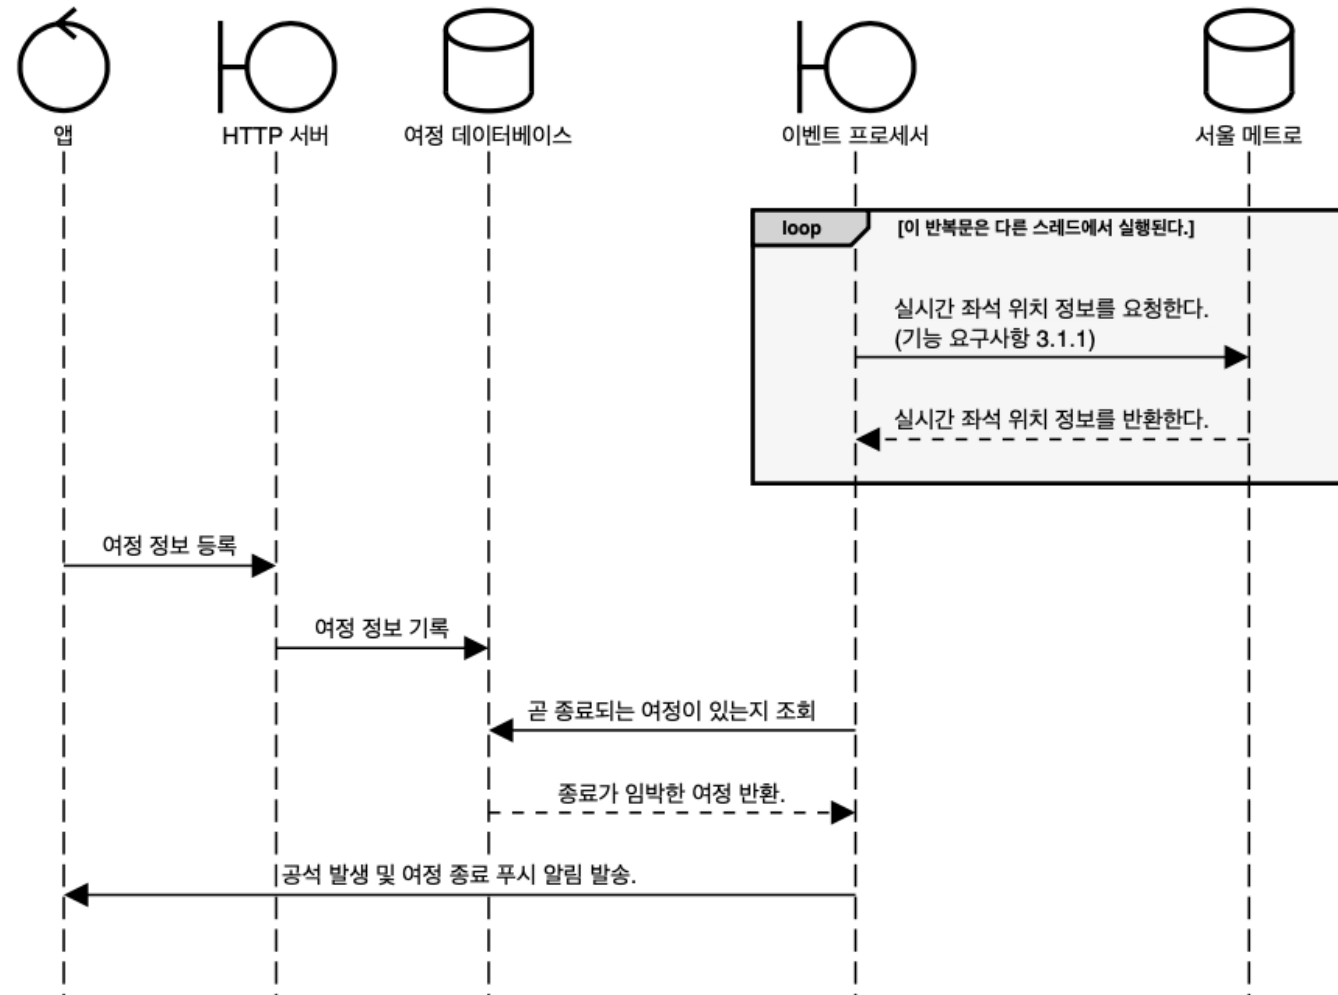 앱
HTTP 서버
여정 데이터베이스
이벤트 프로세서
서울 메트로
loop
[이 반복문은 다른 스레드에서 실행된다.]
실시간 좌석 위치 정보를 요청한다.
(기능 요구사항 3.1.1)
실시간 좌석 위치 정보를 반환한다.
여정 정보 등록
여정 정보 기록
곧 종료되는 여정이 있는지 조회
종료가 임박한 여정 반환.
공석 발생 및 여정 종료 푸시 알림 발송.